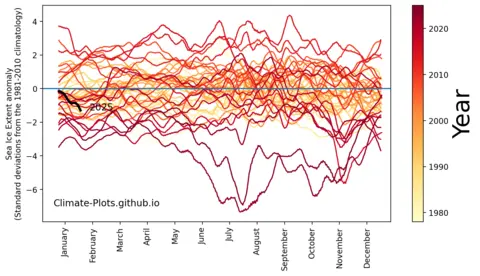 Sea Ice Extent anomaly
(Standard deviations from the 1981-2010 climatology)
4
2
0
−2
−4
−6
2025
Climate-Plots.github.io
January
February
March
April
May
June
July
August
September
October
November
December
2020
2010
2000
1990
1980
Year